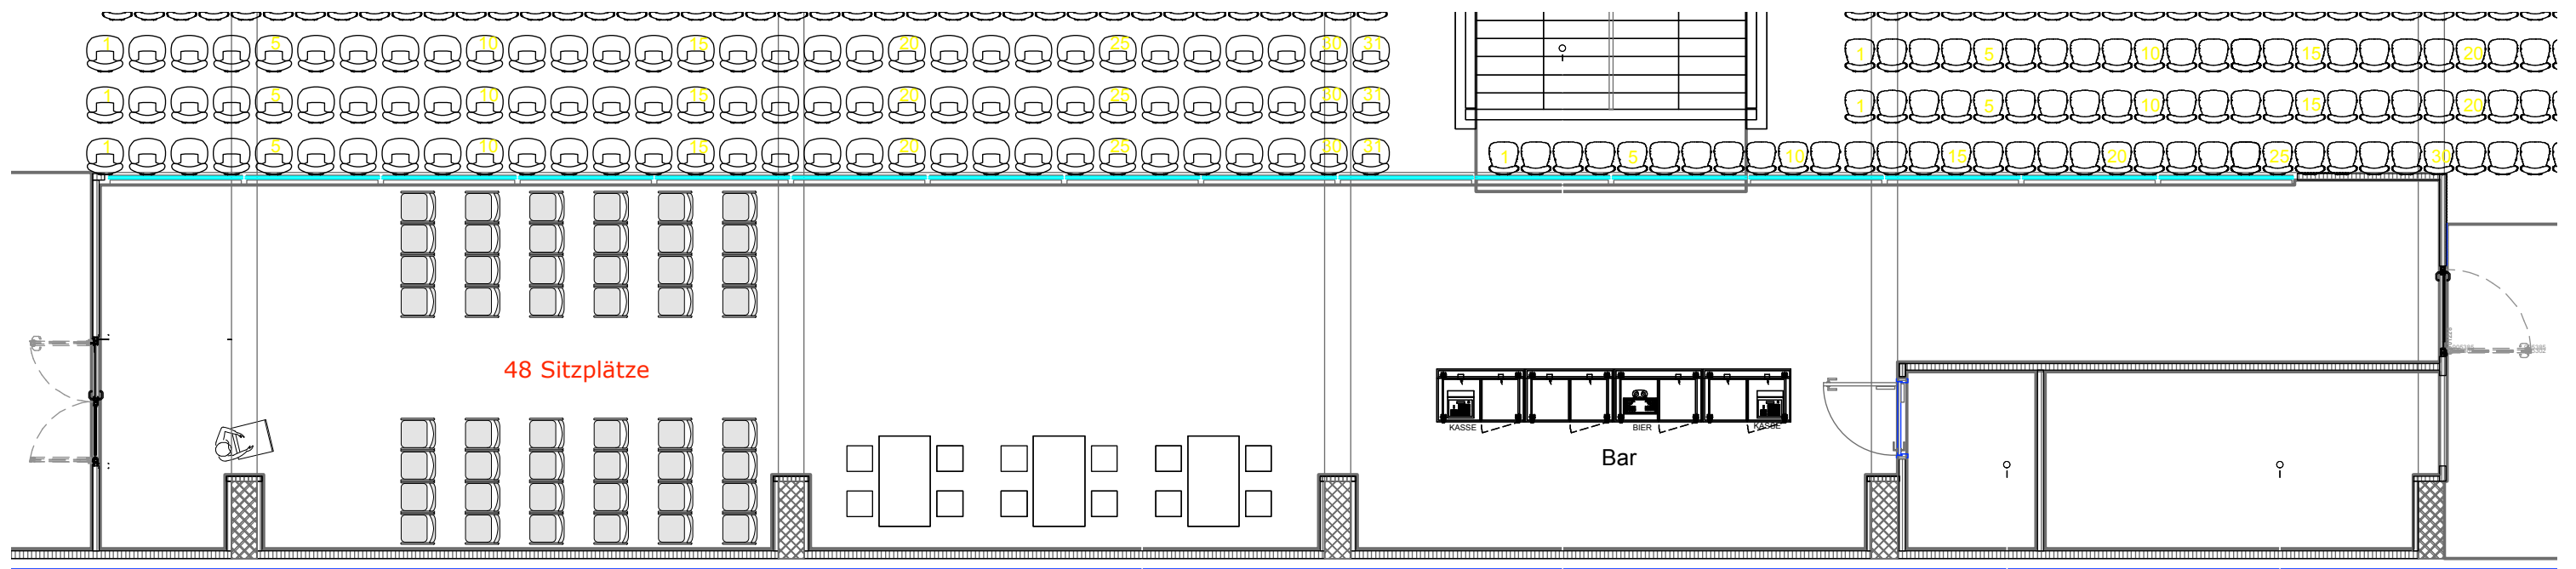 1 5 10 15 20 25 30 31 1 5 10 15 20
1 5 10 15 20 25 30 31 1 5 10 15 20
1 5 10 15 20 25 30 31 1 5 10 15 20 25 30
48 Sitzplätze
KASSE BIER KASSE
Bar